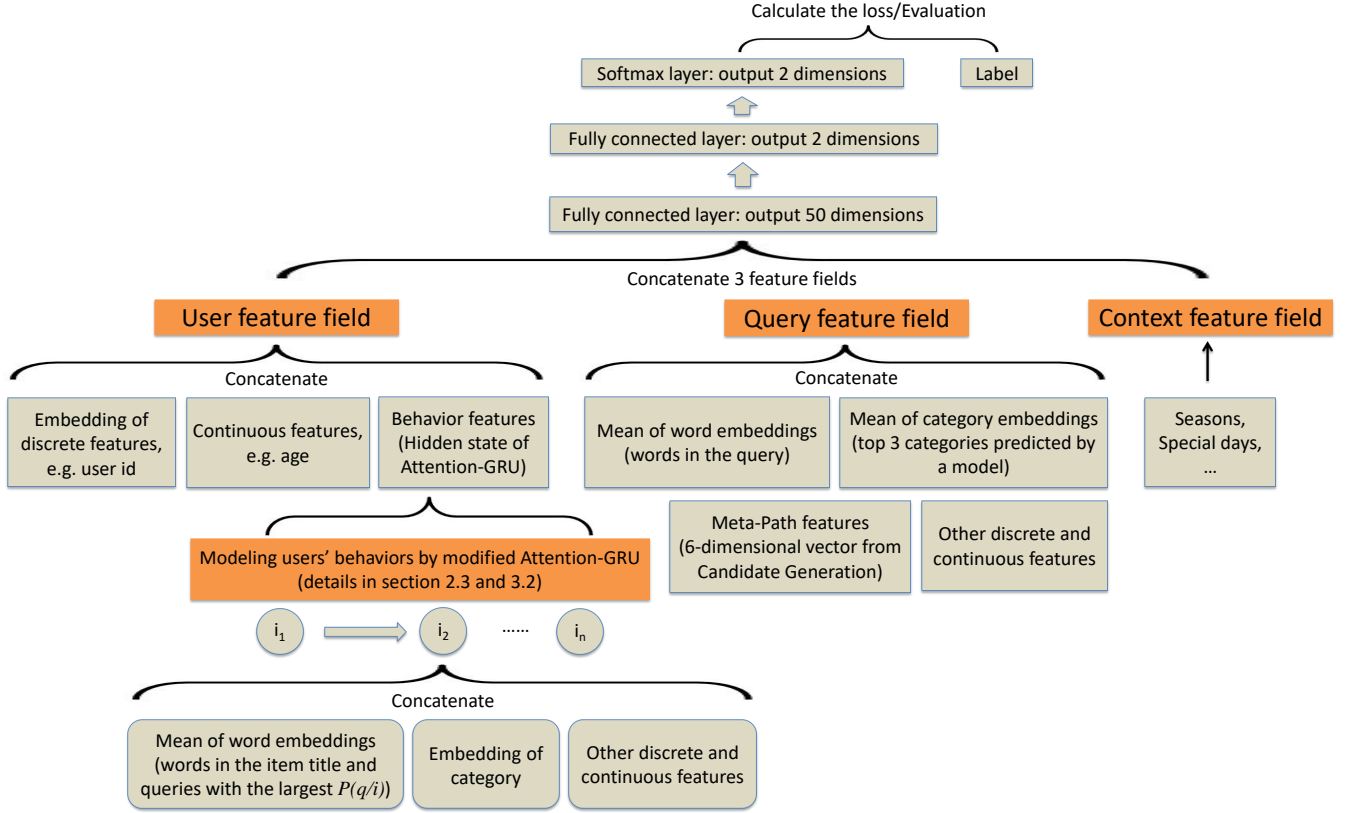 Calculate the loss/Evaluation
Softmax layer: output 2 dimensions
Label
Fully connected layer: output 2 dimensions
Fully connected layer: output 50 dimensions
Concatenate 3 feature fields
User feature field
Query feature field
Context feature field
Concatenate
Concatenate
Embedding of
discrete features,
e.g. user id
Continuous features,
e.g. age
Behavior features
(Hidden state of
Attention-GRU)
Mean of word embeddings
(words in the query)
Mean of category embeddings
(top 3 categories predicted by
a model)
Seasons,
Special days,
...
Meta-Path features
(6-dimensional vector from
Candidate Generation)
Other discrete and
continuous features
Modeling users' behaviors by modified Attention-GRU
(details in section 2.3 and 3.2)
i1
i2
......
in
Concatenate
Mean of word embeddings
(words in the item title and
queries with the largest P(q/i))
Embedding of
category
Other discrete and
continuous features